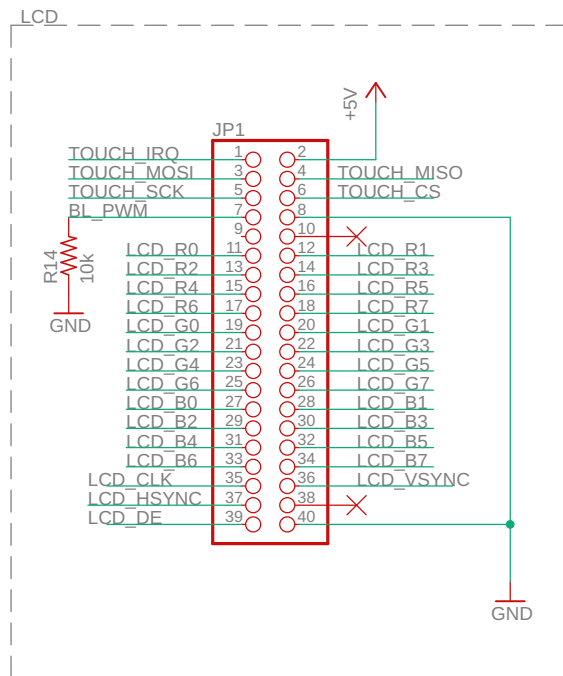 LCD
+5V
JP1
TOUCH_IRQ 1 2
TOUCH_MOSI 3 4 TOUCH_MISO
TOUCH_SCK 5 6 TOUCH_CS
BL_PWM 7 8
9 10
LCD_R0 11 12 LCD_R1
R14 10k LCD_R2 13 14 LCD_R3
LCD_R4 15 16 LCD_R5
LCD_R6 17 18 LCD_R7
GND LCD_G0 19 20 LCD_G1
LCD_G2 21 22 LCD_G3
LCD_G4 23 24 LCD_G5
LCD_G6 25 26 LCD_G7
LCD_B0 27 28 LCD_B1
LCD_B2 29 30 LCD_B3
LCD_B4 31 32 LCD_B5
LCD_B6 33 34 LCD_B7
LCD_CLK 35 36 LCD_VSYNC
LCD_HSYNC 37 38
LCD_DE 39 40
GND